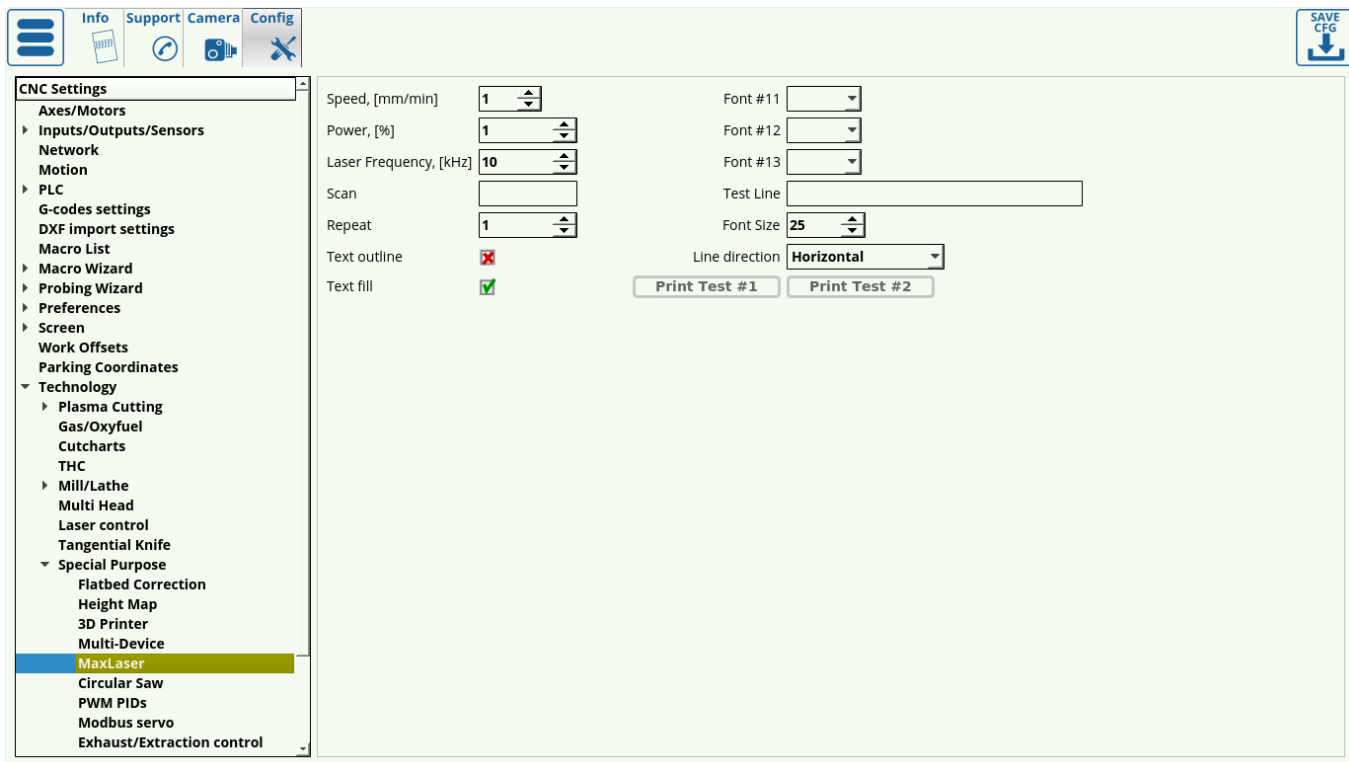 Info Support Camera Config
SAVE
CFG
CNC Settings
Axes/Motors
Inputs/Outputs/Sensors
Network
Motion
PLC
G-codes settings
DXF import settings
Macro List
Macro Wizard
Probing Wizard
Preferences
Screen
Work Offsets
Parking Coordinates
Technology
Plasma Cutting
Gas/Oxyfuel
Cutcharts
THC
Mill/Lathe
Multi Head
Laser control
Tangential Knife
Special Purpose
Flatbed Correction
Height Map
3D Printer
Multi-Device
MaxLaser
Circular Saw
PWM PIDs
Modbus servo
Exhaust/Extraction control
Speed, [mm/min] 1
Power, [%] 1
Laser Frequency, [kHz] 10
Scan
Repeat 1
Text outline
Text fill
Font #11
Font #12
Font #13
Test Line
Font Size 25
Line direction Horizontal
Print Test #1 Print Test #2